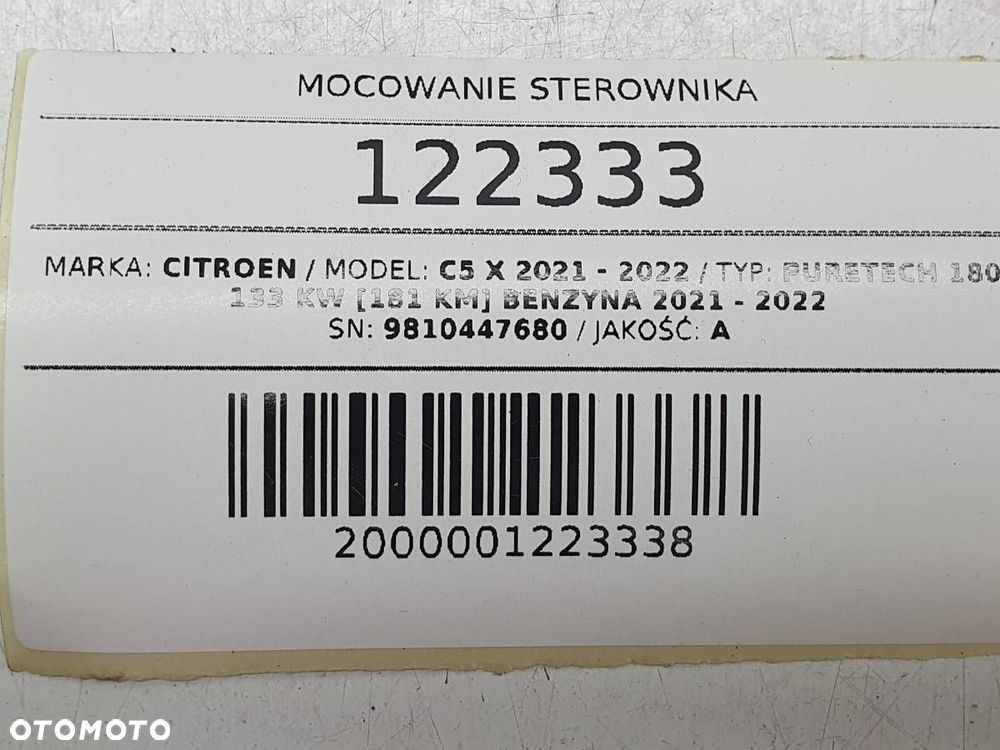 MOCOWANIE STEROWNIKA
122333
MARKA: CITROEN / MODEL: C5 X 2021 - 2022 / TYP: PURETECH 180
133 KW [181 KM] BENZYNA 2021 - 2022
SN: 9810447680 / JAKOŚĆ: A
2000001223338
OTOMOTO